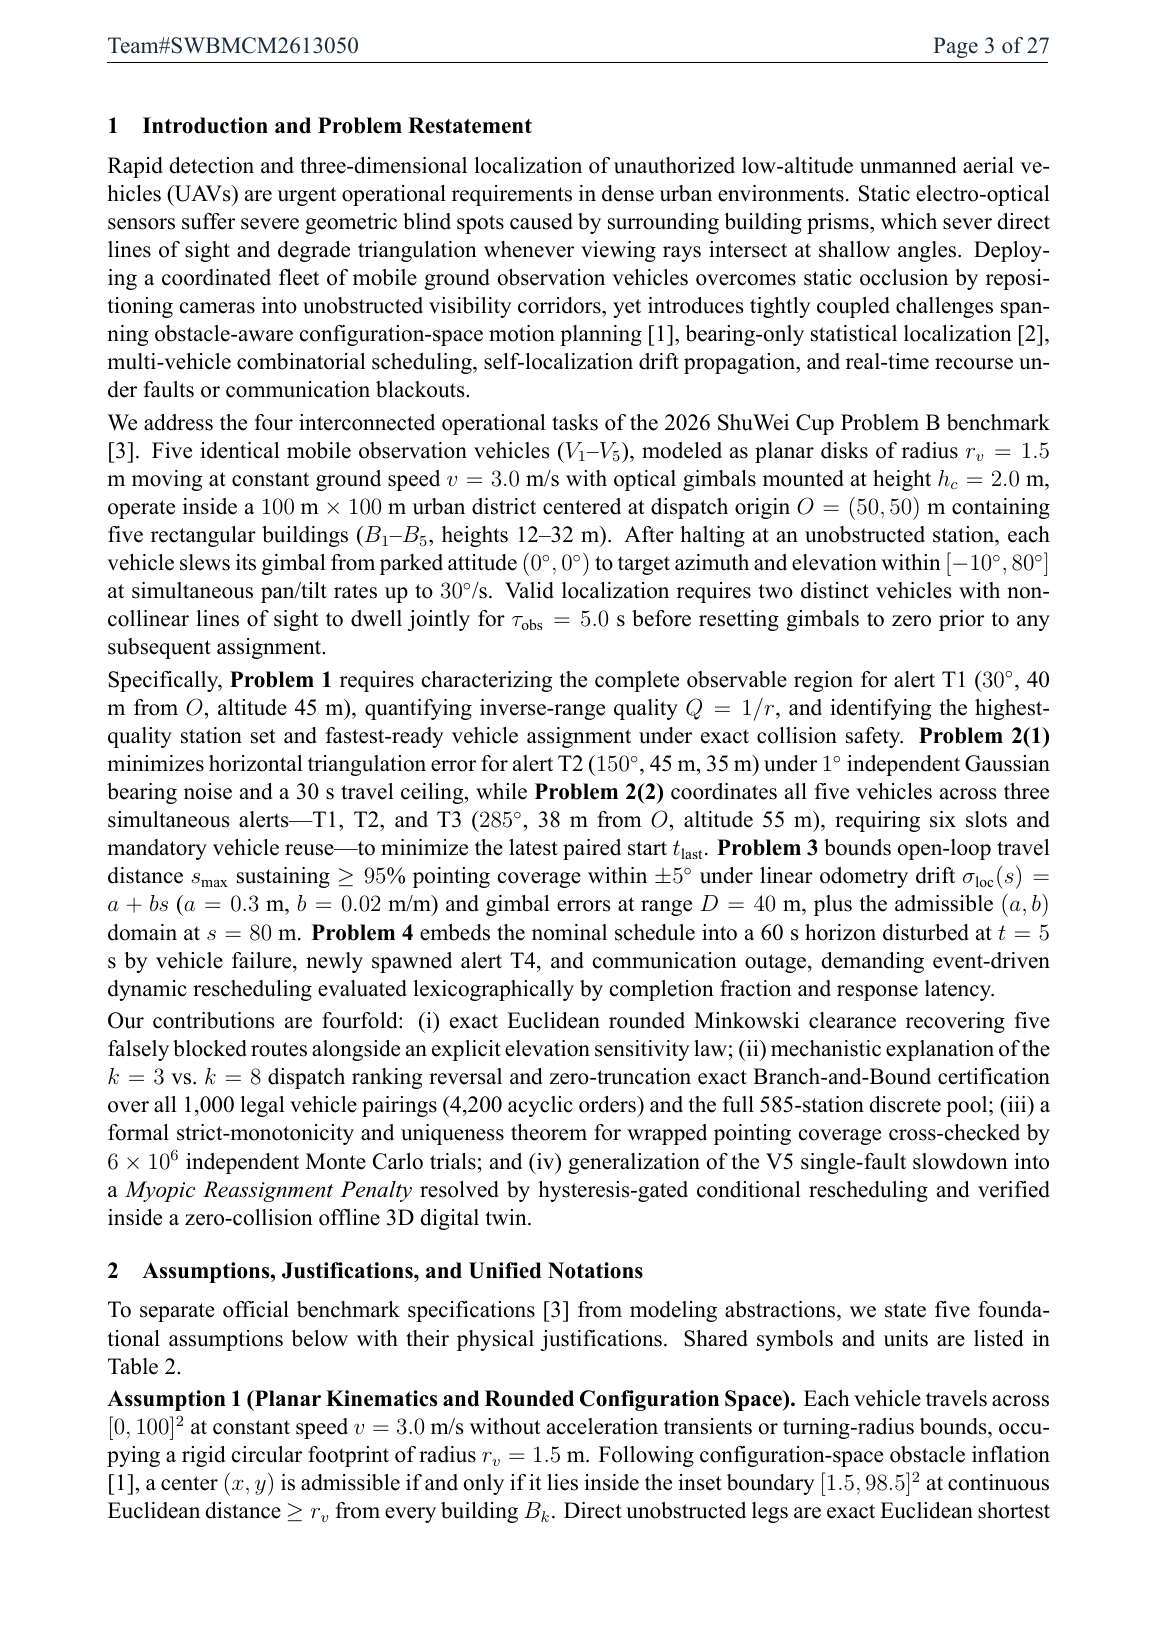 Team#SWBMCM2613050 Page 3 of 27
1 Introduction and Problem Restatement
Rapid detection and three-dimensional localization of unauthorized low-altitude unmanned aerial ve-
hicles (UAVs) are urgent operational requirements in dense urban environments. Static electro-optical
sensors suffer severe geometric blind spots caused by surrounding building prisms, which sever direct
lines of sight and degrade triangulation whenever viewing rays intersect at shallow angles. Deploy-
ing a coordinated fleet of mobile ground observation vehicles overcomes static occlusion by reposi-
tioning cameras into unobstructed visibility corridors, yet introduces tightly coupled challenges span-
ning obstacle-aware configuration-space motion planning [1], bearing-only statistical localization [2],
multi-vehicle combinatorial scheduling, self-localization drift propagation, and real-time recourse un-
der faults or communication blackouts.
We address the four interconnected operational tasks of the 2026 ShuWei Cup Problem B benchmark
[3]. Five identical mobile observation vehicles (V₁–V₅), modeled as planar disks of radius rᵥ = 1.5
m moving at constant ground speed v = 3.0 m/s with optical gimbals mounted at height h_c = 2.0 m,
operate inside a 100 m × 100 m urban district centered at dispatch origin O = (50, 50) m containing
five rectangular buildings (B₁–B₅, heights 12–32 m). After halting at an unobstructed station, each
vehicle slews its gimbal from parked attitude (0°, 0°) to target azimuth and elevation within [−10°, 80°]
at simultaneous pan/tilt rates up to 30°/s. Valid localization requires two distinct vehicles with non-
collinear lines of sight to dwell jointly for τ_obs = 5.0 s before resetting gimbals to zero prior to any
subsequent assignment.
Specifically, Problem 1 requires characterizing the complete observable region for alert T1 (30°, 40
m from O, altitude 45 m), quantifying inverse-range quality Q = 1/r, and identifying the highest-
quality station set and fastest-ready vehicle assignment under exact collision safety. Problem 2(1)
minimizes horizontal triangulation error for alert T2 (150°, 45 m, 35 m) under 1° independent Gaussian
bearing noise and a 30 s travel ceiling, while Problem 2(2) coordinates all five vehicles across three
simultaneous alerts—T1, T2, and T3 (285°, 38 m from O, altitude 55 m), requiring six slots and
mandatory vehicle reuse—to minimize the latest paired start t_last. Problem 3 bounds open-loop travel
distance s_max sustaining ≥ 95% pointing coverage within ±5° under linear odometry drift σ_loc(s) =
a + bs (a = 0.3 m, b = 0.02 m/m) and gimbal errors at range D = 40 m, plus the admissible (a, b)
domain at s = 80 m. Problem 4 embeds the nominal schedule into a 60 s horizon disturbed at t = 5
s by vehicle failure, newly spawned alert T4, and communication outage, demanding event-driven
dynamic rescheduling evaluated lexicographically by completion fraction and response latency.
Our contributions are fourfold: (i) exact Euclidean rounded Minkowski clearance recovering five
falsely blocked routes alongside an explicit elevation sensitivity law; (ii) mechanistic explanation of the
k = 3 vs. k = 8 dispatch ranking reversal and zero-truncation exact Branch-and-Bound certification
over all 1,000 legal vehicle pairings (4,200 acyclic orders) and the full 585-station discrete pool; (iii) a
formal strict-monotonicity and uniqueness theorem for wrapped pointing coverage cross-checked by
6 × 10⁶ independent Monte Carlo trials; and (iv) generalization of the V5 single-fault slowdown into
a Myopic Reassignment Penalty resolved by hysteresis-gated conditional rescheduling and verified
inside a zero-collision offline 3D digital twin.
2 Assumptions, Justifications, and Unified Notations
To separate official benchmark specifications [3] from modeling abstractions, we state five founda-
tional assumptions below with their physical justifications. Shared symbols and units are listed in
Table 2.
Assumption 1 (Planar Kinematics and Rounded Configuration Space). Each vehicle travels across
[0, 100]² at constant speed v = 3.0 m/s without acceleration transients or turning-radius bounds, occu-
pying a rigid circular footprint of radius rᵥ = 1.5 m. Following configuration-space obstacle inflation
[1], a center (x, y) is admissible if and only if it lies inside the inset boundary [1.5, 98.5]² at continuous
Euclidean distance ≥ rᵥ from every building Bₖ. Direct unobstructed legs are exact Euclidean shortest